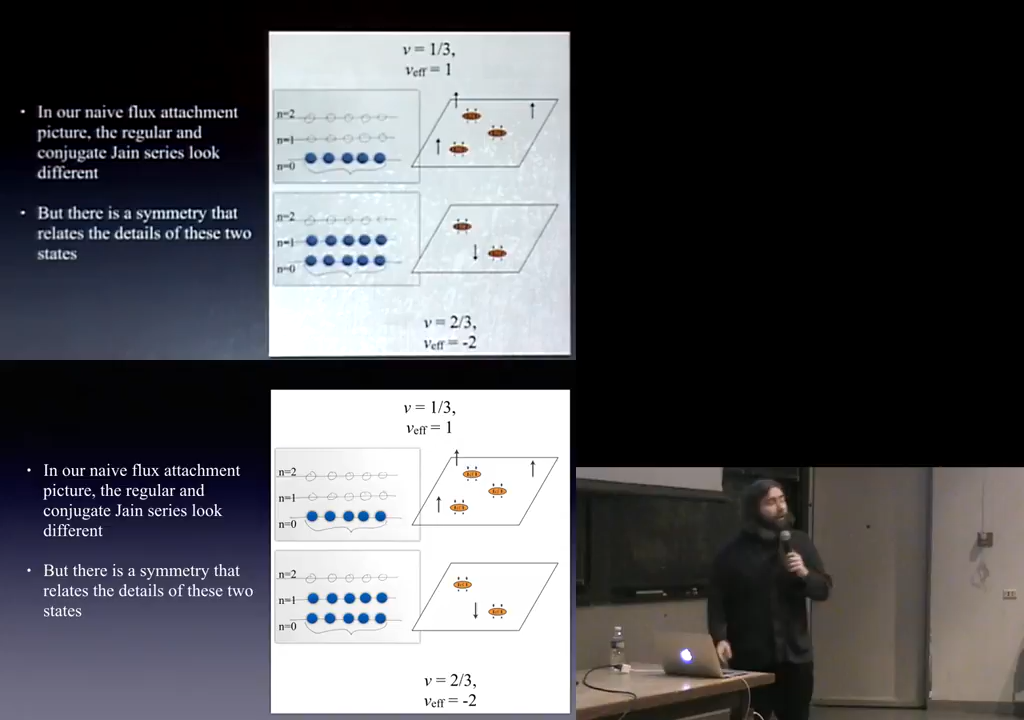 • In our naive flux attachment
picture, the regular and
conjugate Jain series look
different
• But there is a symmetry that
relates the details of these two
states
ν = 1/3,
νeff = 1
n=2
n=1
n=0
n=2
n=1
n=0
ν = 2/3,
νeff = -2
• In our naive flux attachment
picture, the regular and
conjugate Jain series look
different
• But there is a symmetry that
relates the details of these two
states
ν = 1/3,
νeff = 1
n=2
n=1
n=0
n=2
n=1
n=0
ν = 2/3,
νeff = -2